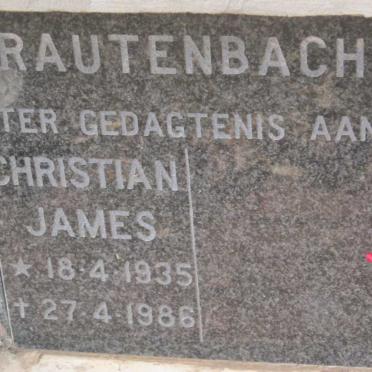 RAUTENBACH
TER GEDAGTENIS AAN
CHRISTIAN
JAMES
* 18.4.1935
+ 27.4.1986